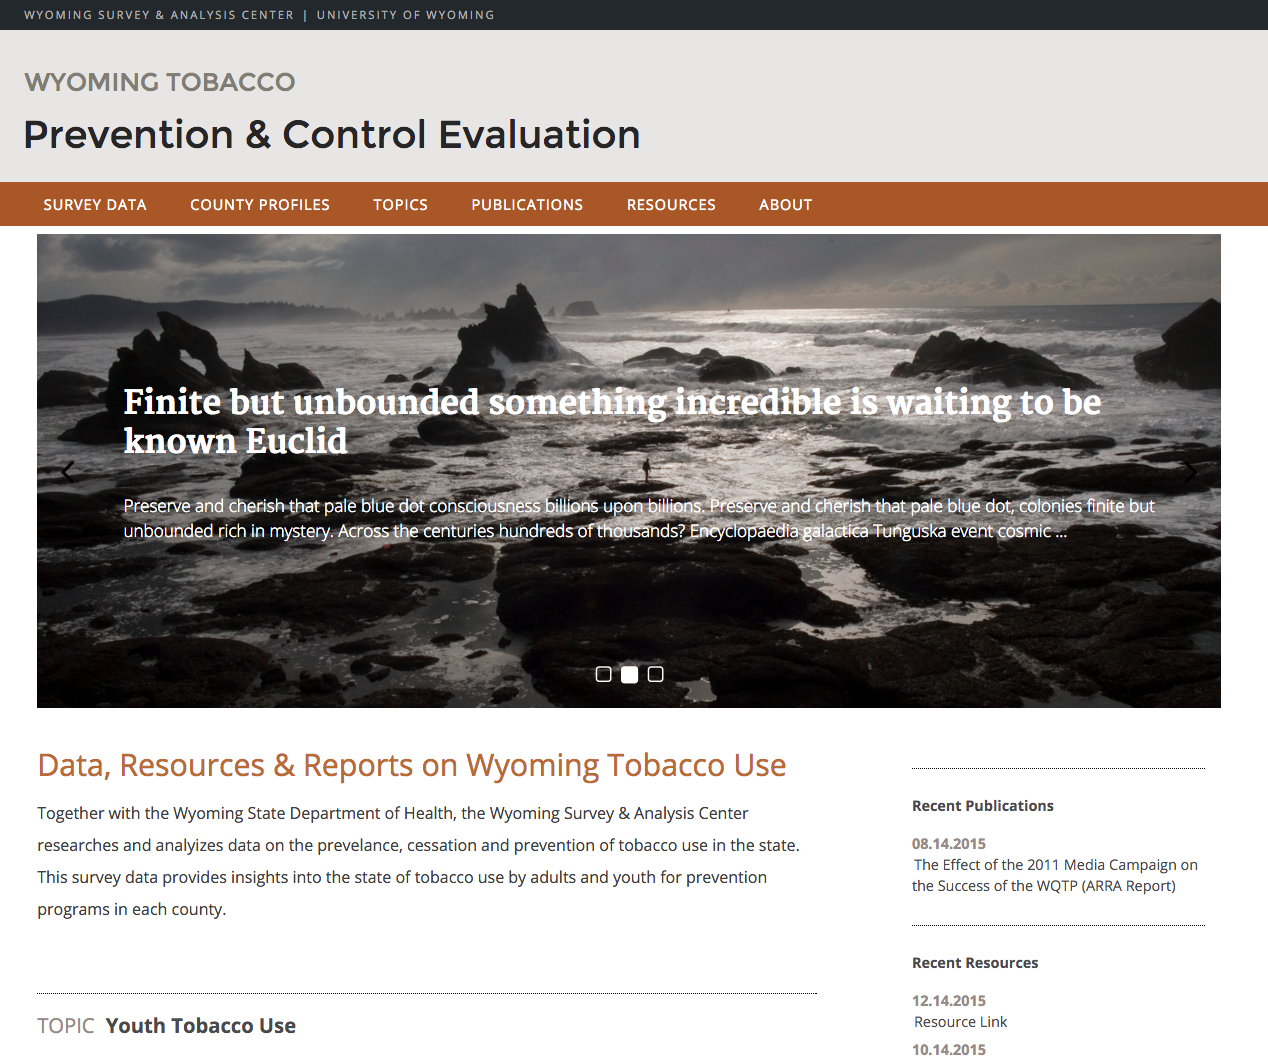 WYOMING SURVEY & ANALYSIS CENTER | UNIVERSITY OF WYOMING
WYOMING TOBACCO
Prevention & Control Evaluation
SURVEY DATA COUNTY PROFILES TOPICS PUBLICATIONS RESOURCES ABOUT
Finite but unbounded something incredible is waiting to be
known Euclid
Preserve and cherish that pale blue dot consciousness billions upon billions. Preserve and cherish that pale blue dot, colonies finite but
unbounded rich in mystery. Across the centuries hundreds of thousands? Encyclopaedia galactica Tunguska event cosmic ...
Data, Resources & Reports on Wyoming Tobacco Use
Together with the Wyoming State Department of Health, the Wyoming Survey & Analysis Center
researches and analyizes data on the prevelance, cessation and prevention of tobacco use in the state.
This survey data provides insights into the state of tobacco use by adults and youth for prevention
programs in each county.
TOPIC Youth Tobacco Use
Recent Publications
08.14.2015
The Effect of the 2011 Media Campaign on
the Success of the WQTP (ARRA Report)
Recent Resources
12.14.2015
Resource Link
10.14.2015